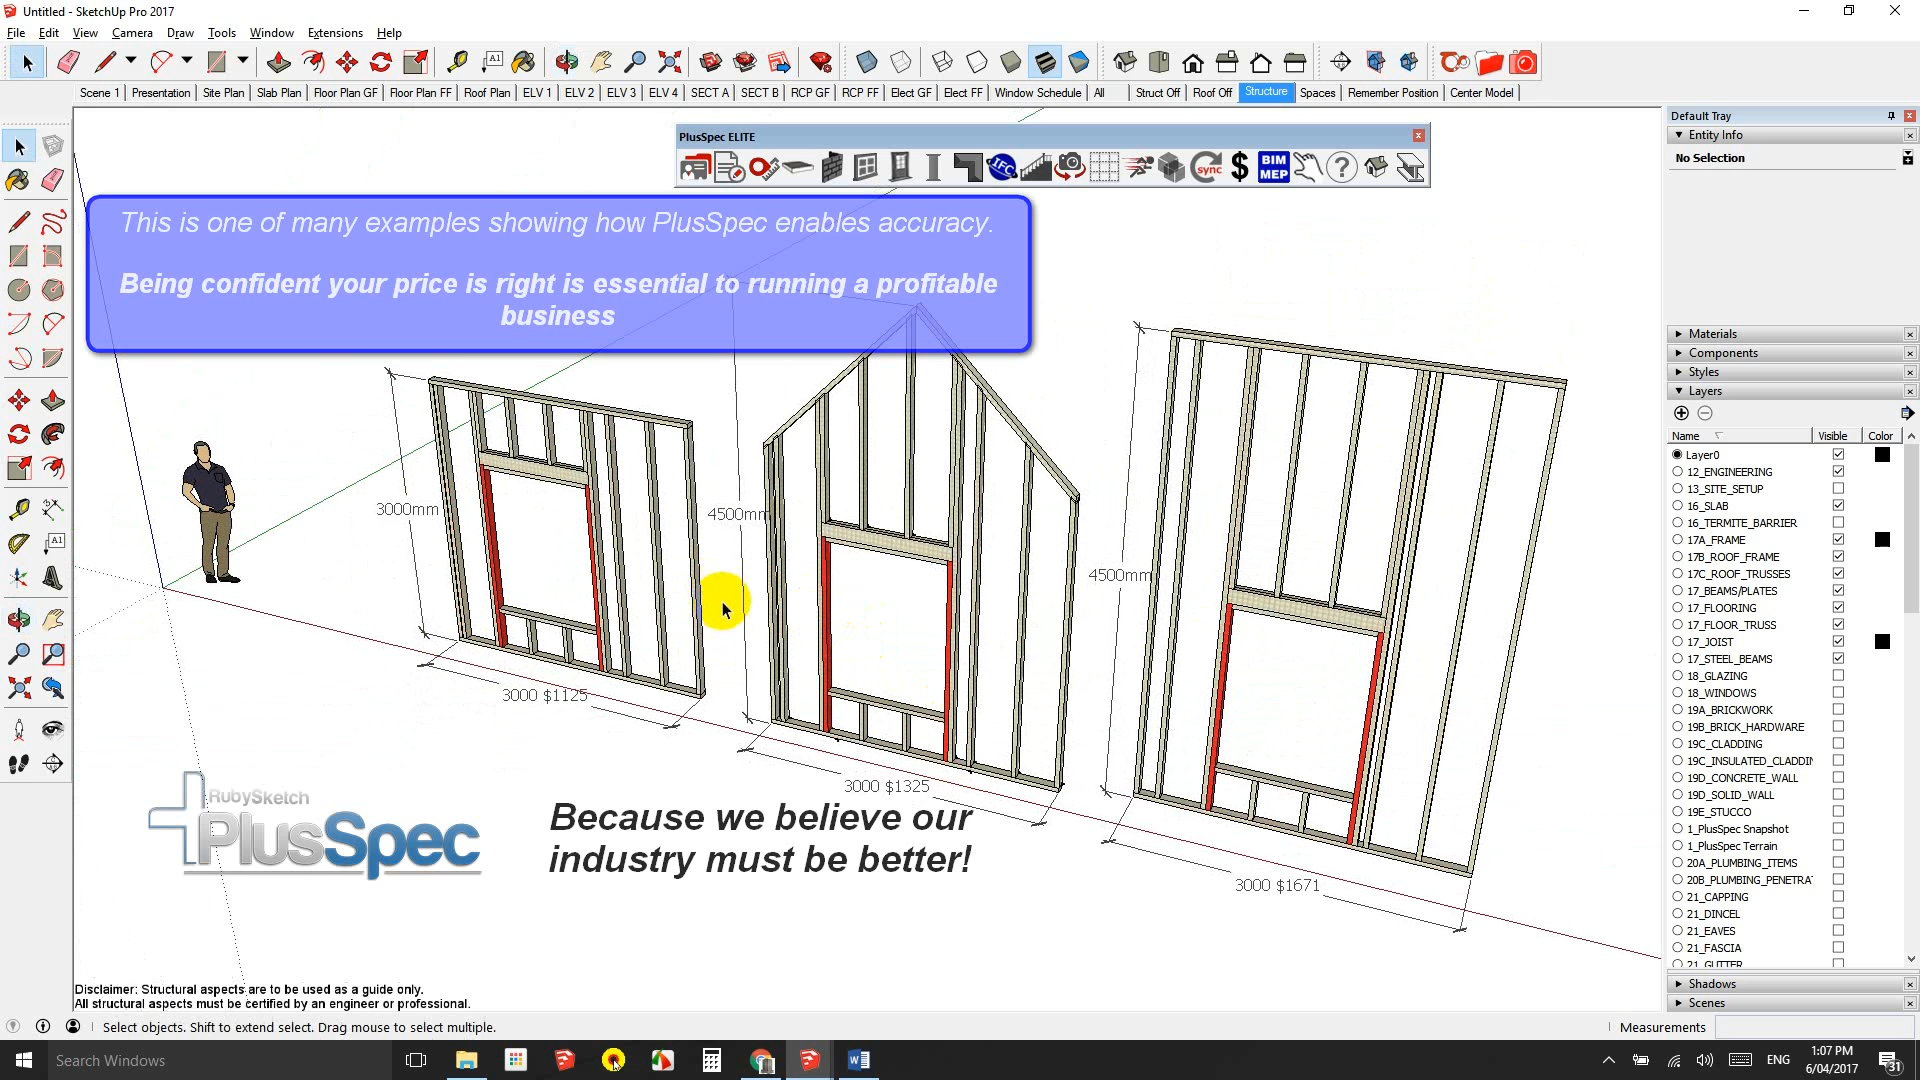 Untitled - SketchUp Pro 2017
File Edit View Camera Draw Tools Window Extensions Help
A1
Scene 1 Presentation Site Plan Slab Plan Floor Plan GF Floor Plan FF Roof Plan ELV 1 ELV 2 ELV 3 ELV 4 SECT A SECT B RCP GF RCP FF Elect GF Elect FF Window Schedule All Struct Off Roof Off Structure Spaces Remember Position Center Model
PlusSpec ELITE
IFC sync $ BIM MEP ?
This is one of many examples showing how PlusSpec enables accuracy.
Being confident your price is right is essential to running a profitable
business
3000mm
4500mm
4500mm
3000 $1125
3000 $1325
3000 $1671
RubySketch
PlusSpec
Because we believe our
industry must be better!
Disclaimer: Structural aspects are to be used as a guide only.
All structural aspects must be certified by an engineer or professional.
A1
Default Tray
Entity Info
No Selection
Materials
Components
Styles
Layers
Name Visible Color
Layer0
12_ENGINEERING
13_SITE_SETUP
16_SLAB
16_TERMITE_BARRIER
17A_FRAME
17B_ROOF_FRAME
17C_ROOF_TRUSSES
17_BEAMS/PLATES
17_FLOORING
17_FLOOR_TRUSS
17_JOIST
17_STEEL_BEAMS
18_GLAZING
18_WINDOWS
19A_BRICKWORK
19B_BRICK_HARDWARE
19C_CLADDING
19C_INSULATED_CLADDIN
19D_CONCRETE_WALL
19D_SOLID_WALL
19E_STUCCO
1_PlusSpec Snapshot
1_PlusSpec Terrain
20A_PLUMBING_ITEMS
20B_PLUMBING_PENETRA
21_CAPPING
21_DINCEL
21_EAVES
21_FASCIA
21_GUTTER
Shadows
Scenes
Select objects. Shift to extend select. Drag mouse to select multiple.
Measurements
Search Windows
ENG
1:07 PM
6/04/2017
31